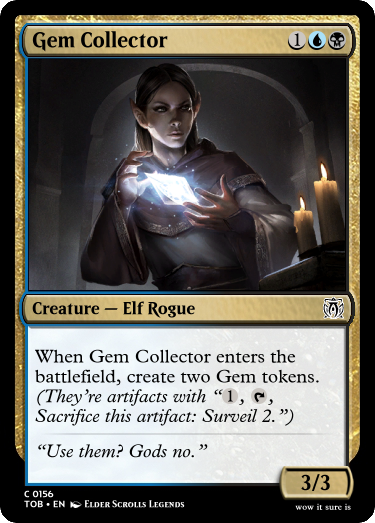 Gem Collector 1
Creature — Elf Rogue
When Gem Collector enters the
battlefield, create two Gem tokens.
(They're artifacts with “1, ,
Sacrifice this artifact: Surveil 2.”)
“Use them? Gods no.”
3/3
C 0156
TOB • EN Elder Scrolls Legends
wow it sure is